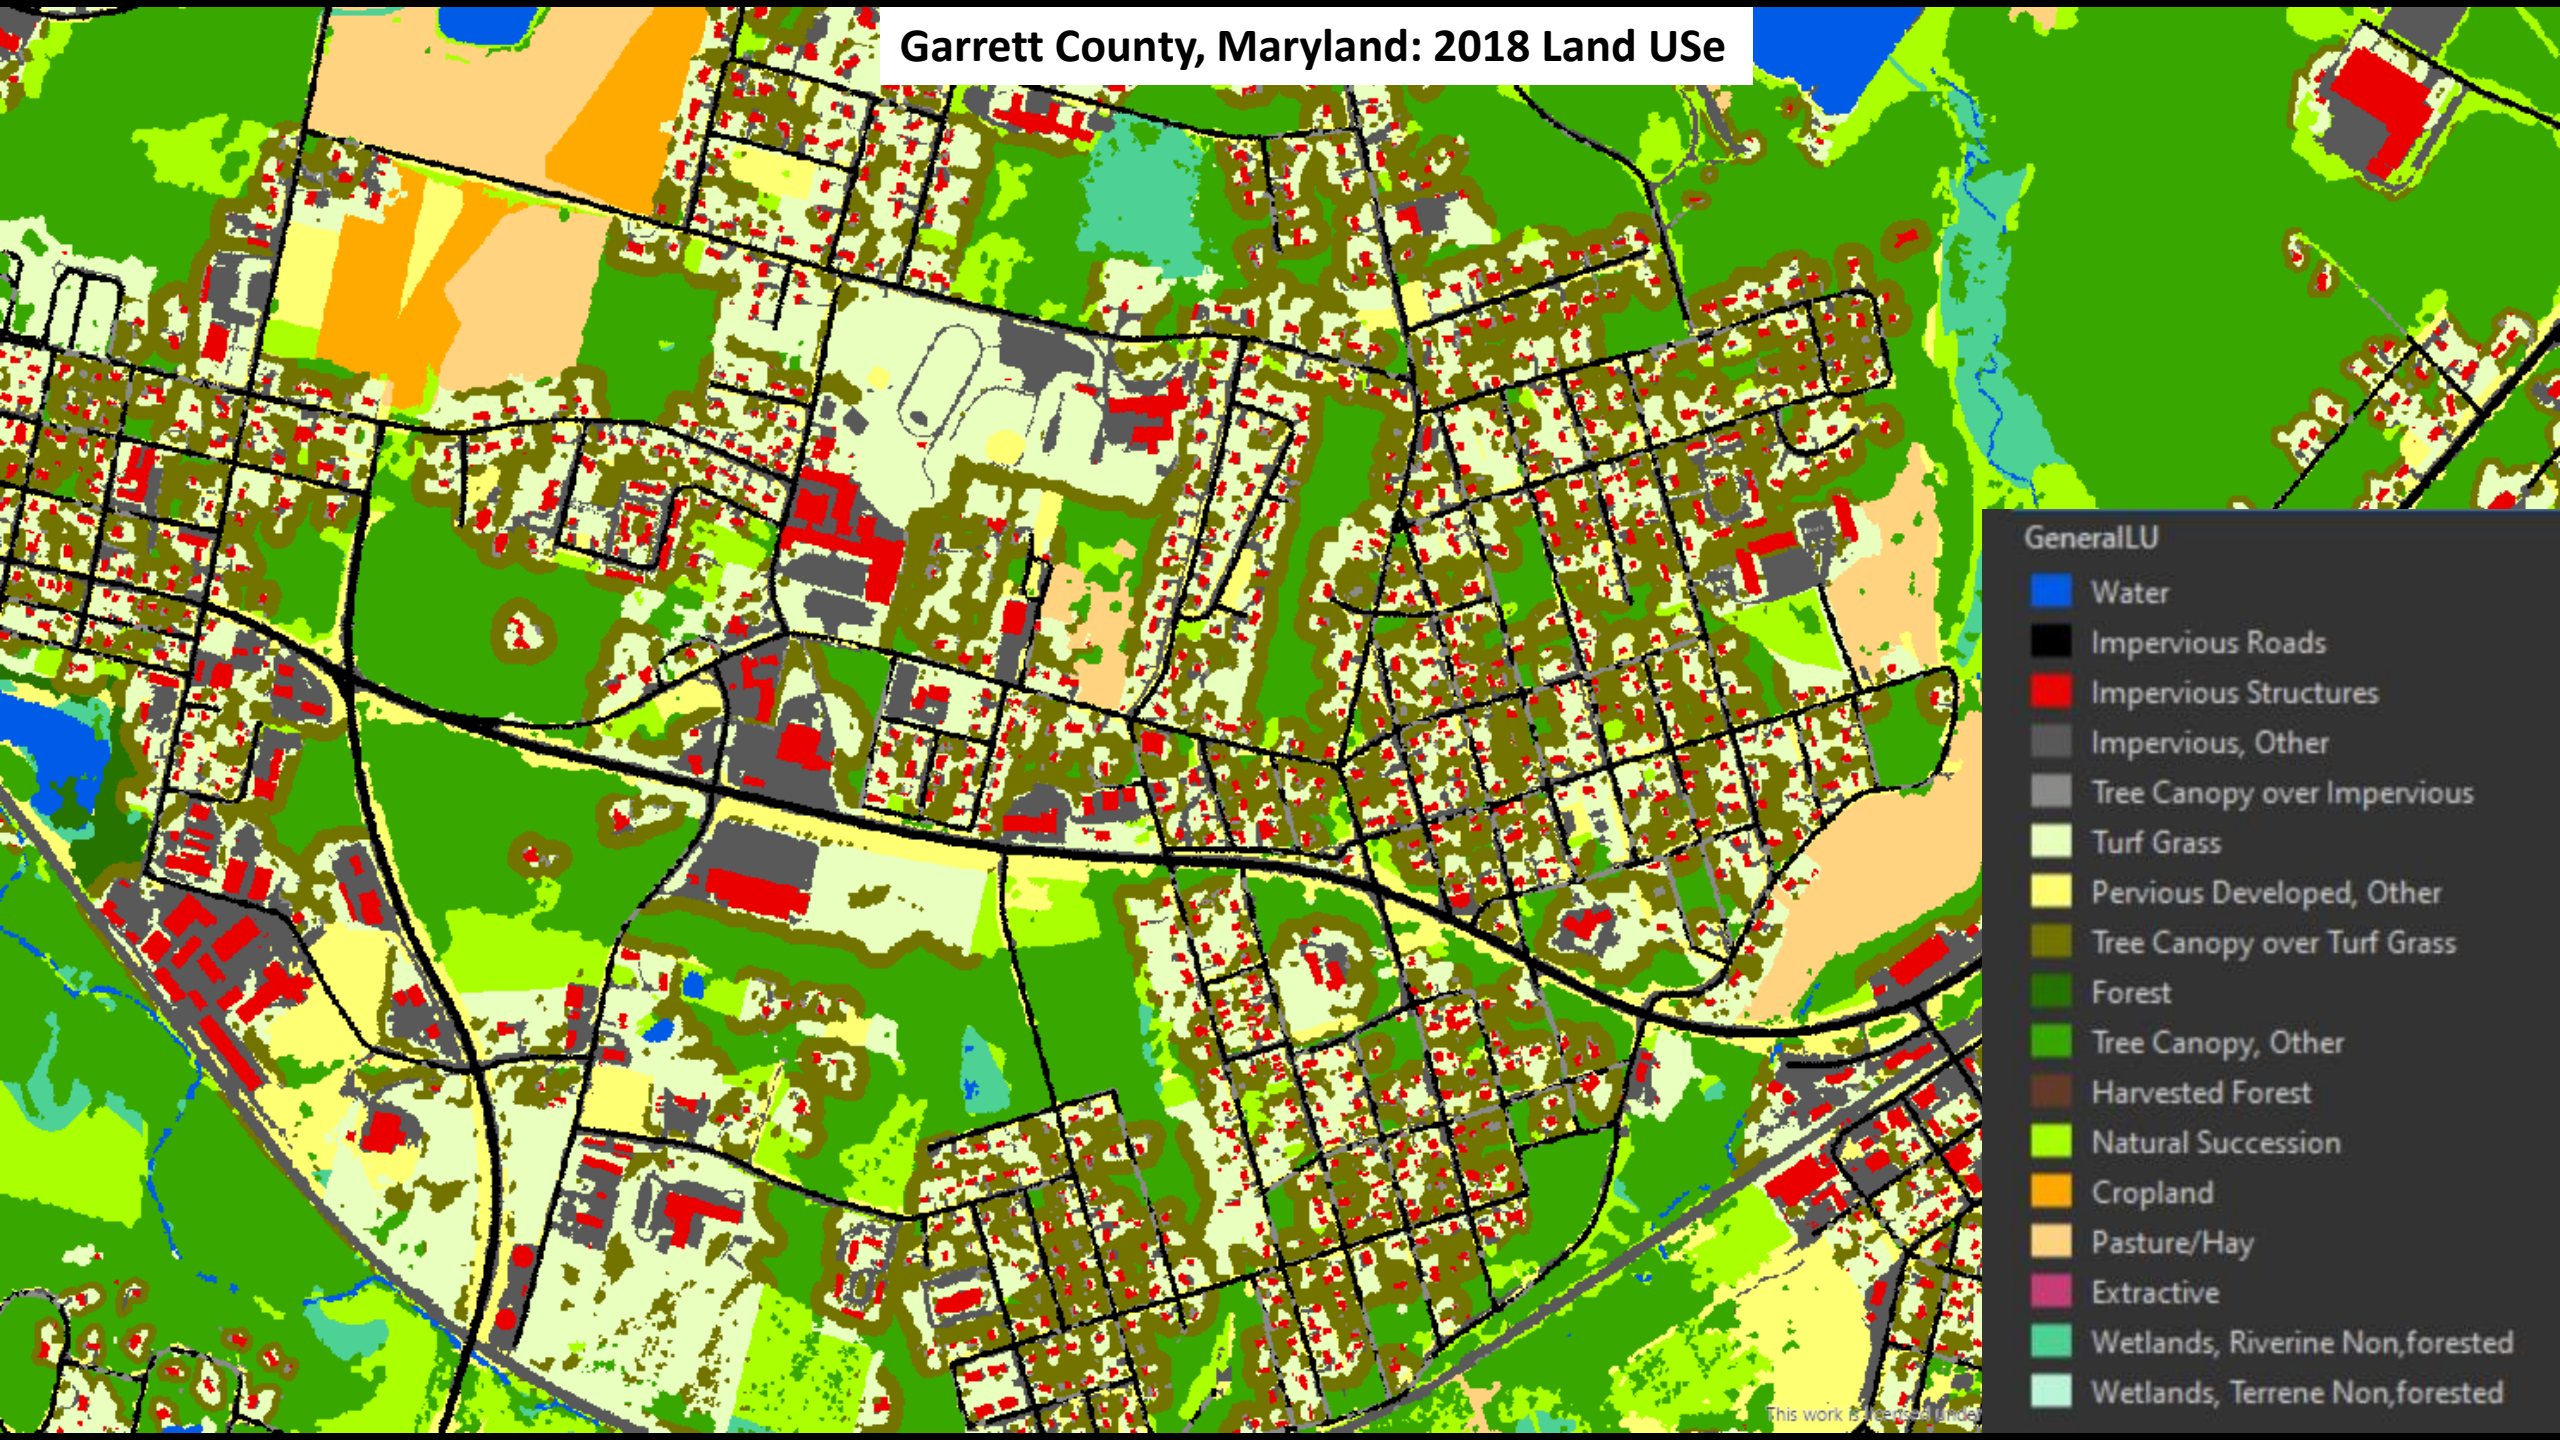 Garrett County, Maryland: 2018 Land USe
GeneralLU
Water
Impervious Roads
Impervious Structures
Impervious, Other
Tree Canopy over Impervious
Turf Grass
Pervious Developed, Other
Tree Canopy over Turf Grass
Forest
Tree Canopy, Other
Harvested Forest
Natural Succession
Cropland
Pasture/Hay
Extractive
Wetlands, Riverine Non,forested
Wetlands, Terrene Non,forested
This work is licensed under